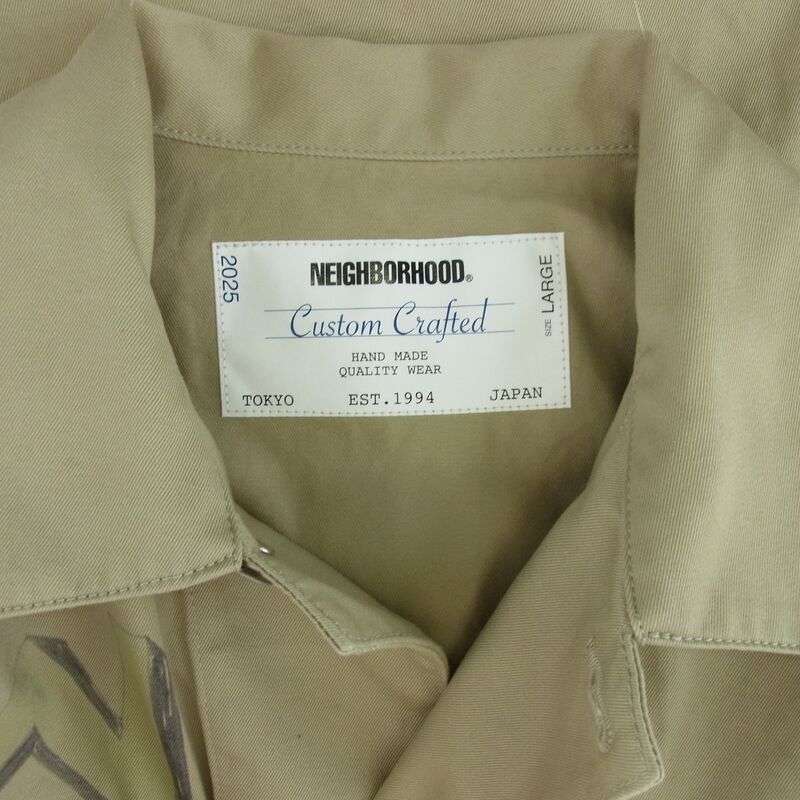 2025
NEIGHBORHOOD®
SIZE LARGE
Custom Crafted
HAND MADE
QUALITY WEAR
TOKYO EST.1994 JAPAN